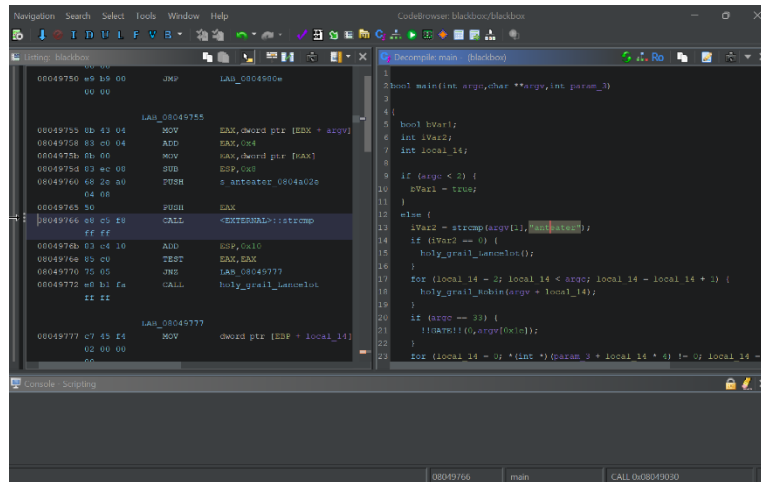 Navigation Search Select Tools Window Help
CodeBrowser: blackbox/blackbox
I D U L F V B
Listing: blackbox
08049750 e9 b9 00 JMP LAB_0804980e
00 00
LAB_08049755
08049755 8b 43 04 MOV EAX,dword ptr [EBX + argv]
08049758 83 c0 04 ADD EAX,0x4
0804975b 8b 00 MOV EAX,dword ptr [EAX]
0804975d 83 ec 08 SUB ESP,0x8
08049760 68 2e a0 PUSH s_anteater_0804a02e
04 08
08049765 50 PUSH EAX
08049766 e8 c5 f8 CALL <EXTERNAL>::strcmp
ff ff
0804976b 83 c4 10 ADD ESP,0x10
0804976e 85 c0 TEST EAX,EAX
08049770 75 05 JNZ LAB_08049777
08049772 e8 b1 fa CALL holy_grail_Lancelot
ff ff
LAB_08049777
08049777 c7 45 f4 MOV dword ptr [EBP + local_14]
02 00 00
00
Decompile: main - (blackbox)
Ro
1
2 bool main(int argc,char **argv,int param_3)
3
4 {
5 bool bVar1;
6 int iVar2;
7 int local_14;
8
9 if (argc < 2) {
10 bVar1 = true;
11 }
12 else {
13 iVar2 = strcmp(argv[1],"anteater");
14 if (iVar2 == 0) {
15 holy_grail_Lancelot();
16 }
17 for (local_14 = 2; local_14 < argc; local_14 = local_14 + 1) {
18 holy_grail_Robin(argv + local_14);
19 }
20 if (argc == 33) {
21 !!GATE!!(0,argv[0x1e]);
22 }
23 for (local_14 = 0; *(int *)(param_3 + local_14 * 4) != 0; local_14 =
Console - Scripting
08049766 main CALL 0x08049030